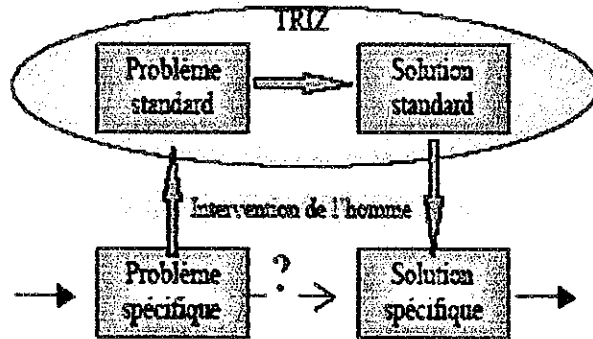 TRIZ
Problème
standard
Solution
standard
Intervention de l'homme
Problème
spécifique
?
Solution
spécifique